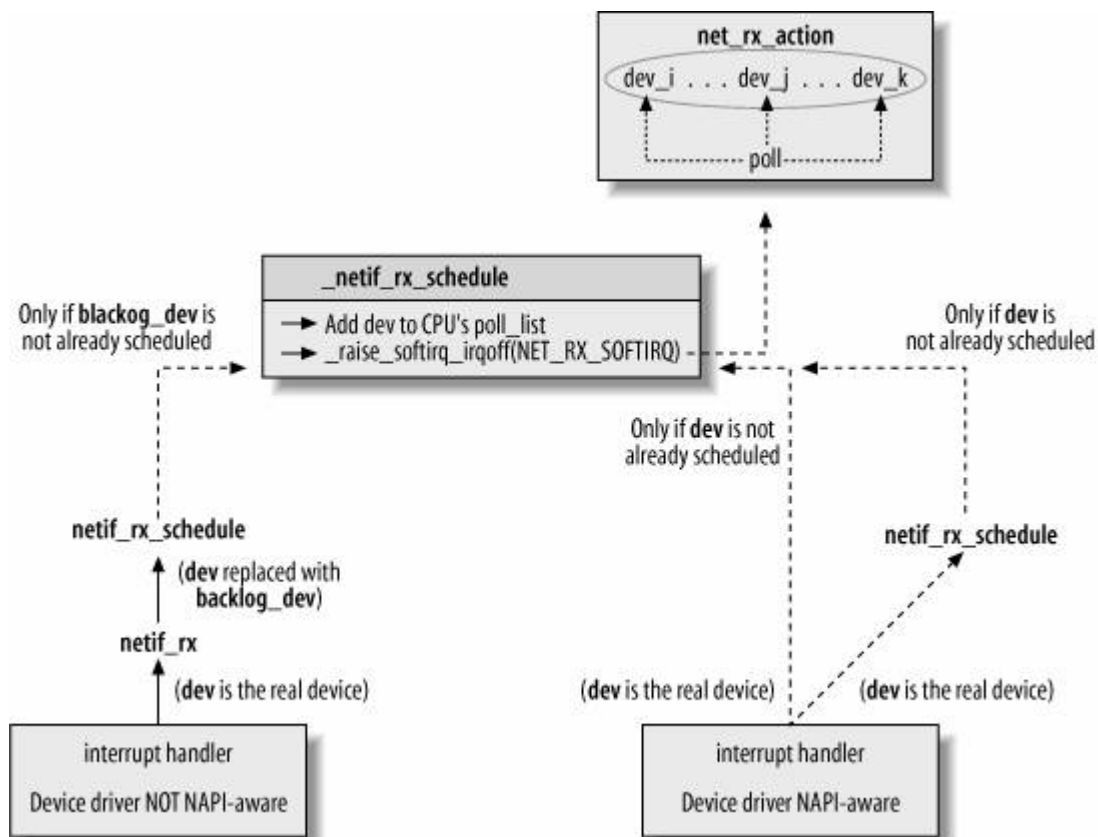 net_rx_action
dev_i . . . dev_j . . . dev_k
poll
_netif_rx_schedule
Add dev to CPU's poll_list
_raise_softirq_irqoff(NET_RX_SOFTIRQ)
Only if blackog_dev is
not already scheduled
Only if dev is
not already scheduled
Only if dev is not
already scheduled
netif_rx_schedule
(dev replaced with
backlog_dev)
netif_rx
(dev is the real device)
netif_rx_schedule
(dev is the real device)
(dev is the real device)
interrupt handler
Device driver NOT NAPI-aware
interrupt handler
Device driver NAPI-aware